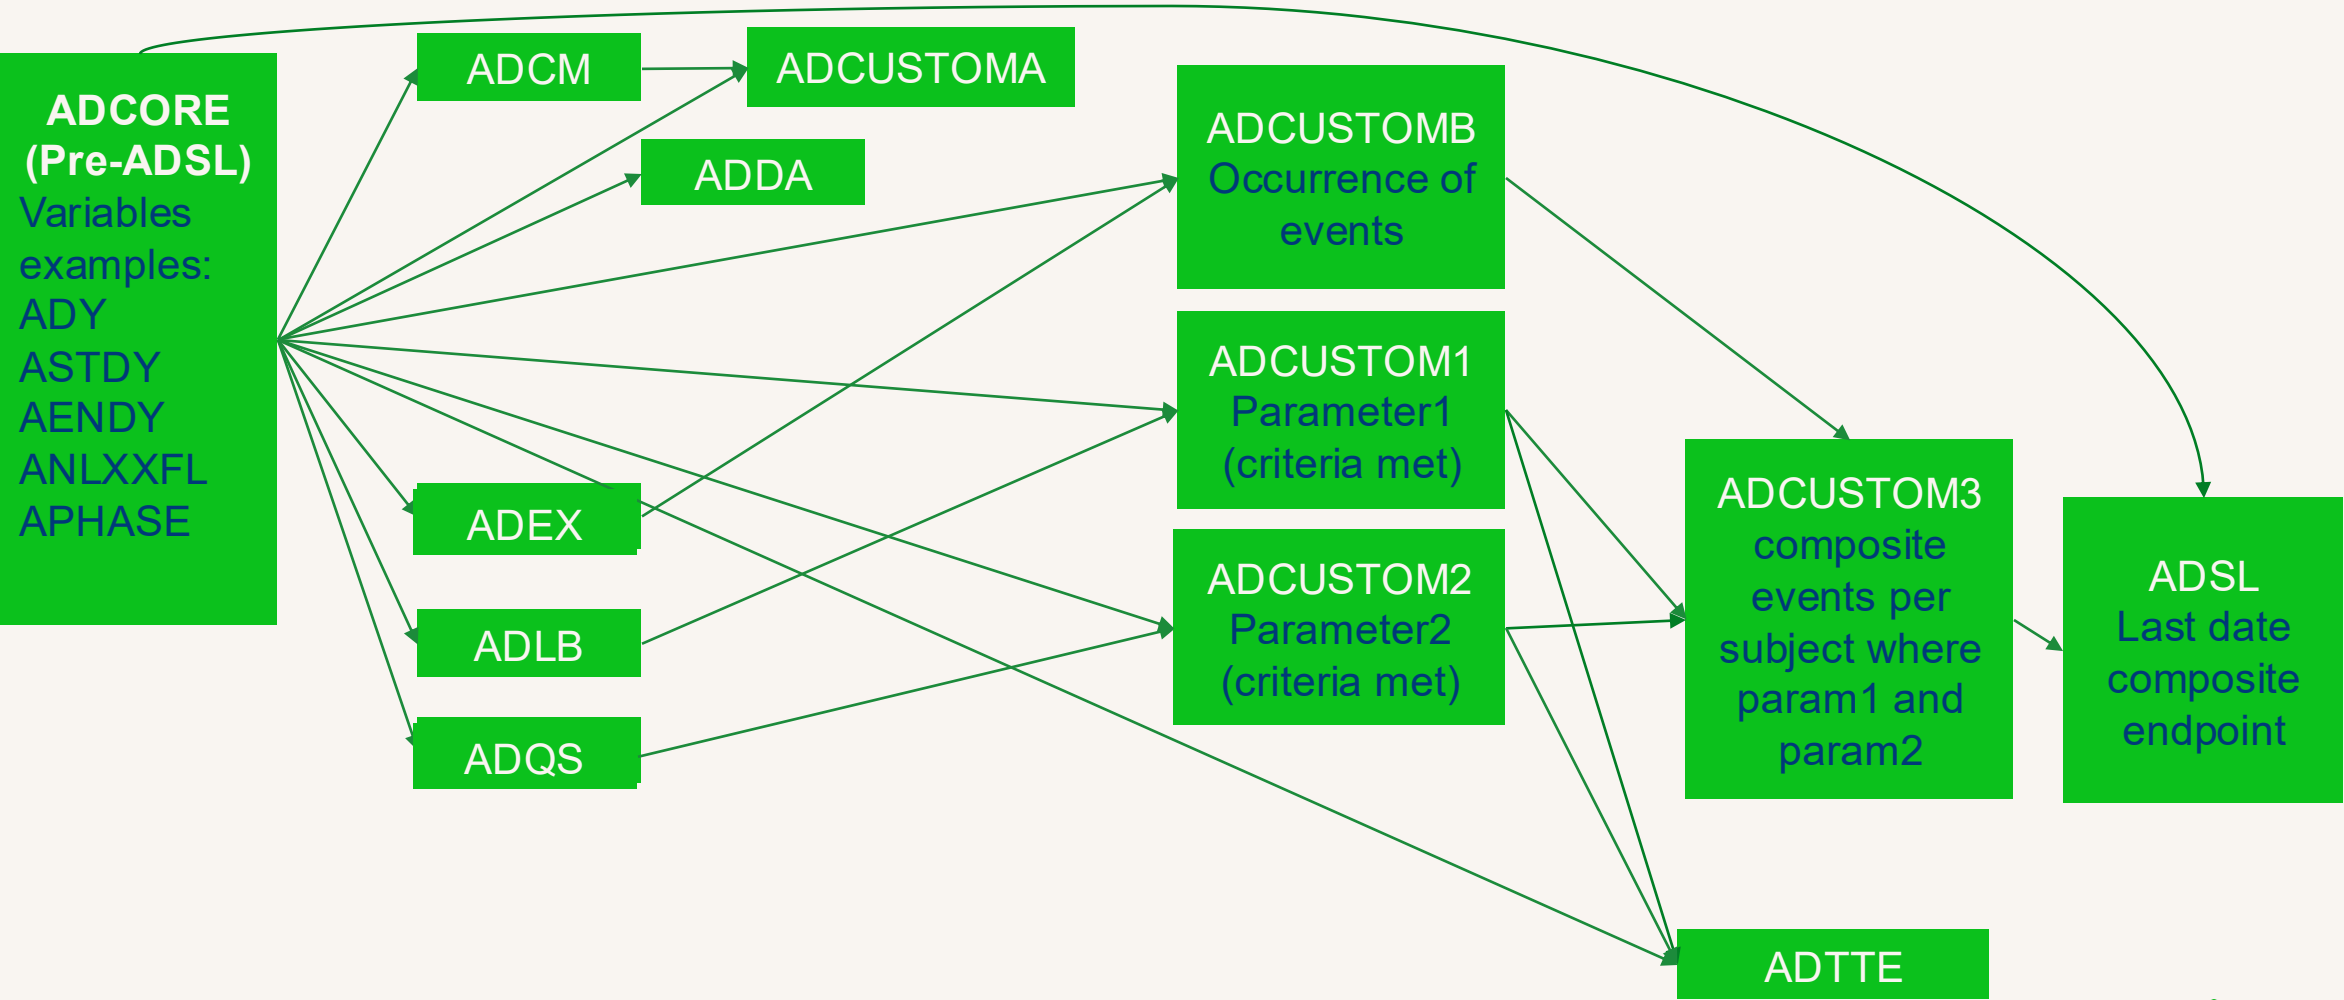 ADCORE
(Pre-ADSL)
Variables
examples:
ADY
ASTDY
AENDY
ANLXXFL
APHASE
ADCM
ADCUSTOMA
ADDA
ADEX
ADLB
ADQS
ADCUSTOMB
Occurrence of
events
ADCUSTOM1
Parameter1
(criteria met)
ADCUSTOM2
Parameter2
(criteria met)
ADCUSTOM3
composite
events per
subject where
param1 and
param2
ADSL
Last date
composite
endpoint
ADTTE